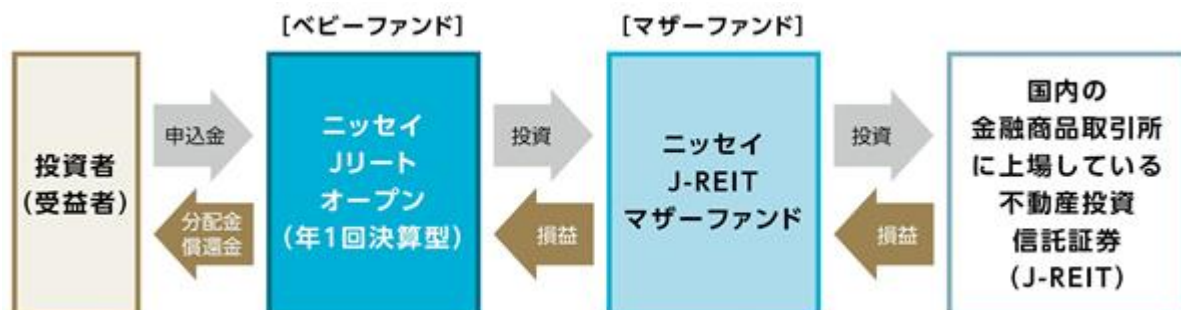 [ベビーファンド]
[マザーファンド]
投資者
(受益者)
申込金
分配金
償還金
ニッセイ
Jリート
オープン
(年1回決算型)
投資
損益
ニッセイ
J-REIT
マザーファンド
投資
損益
国内の
金融商品取引所
に上場している
不動産投資
信託証券
(J-REIT)